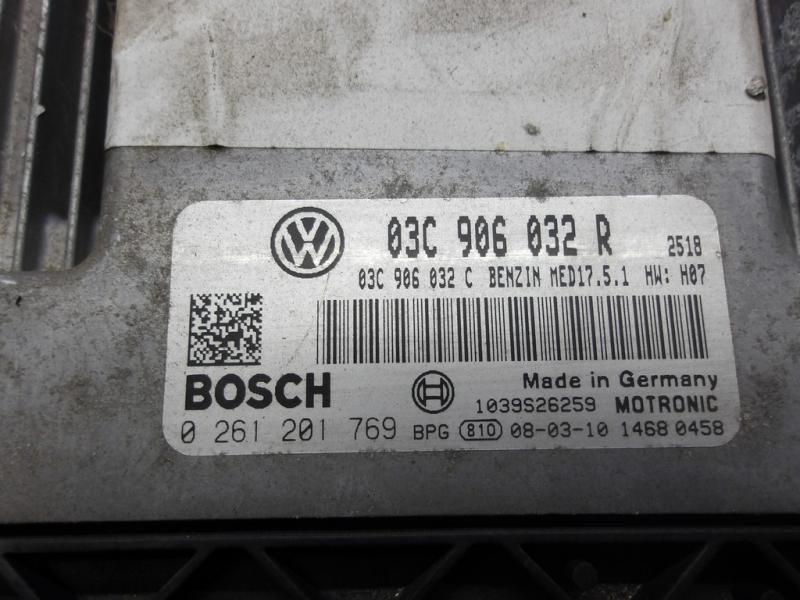 03C 906 032 R 2518
03C 906 032 C BENZIN MED17.5.1 HW: H07
BOSCH Made in Germany
1039S26259 MOTRONIC
0 261 201 769 BPG 810 08-03-10 1468 0458